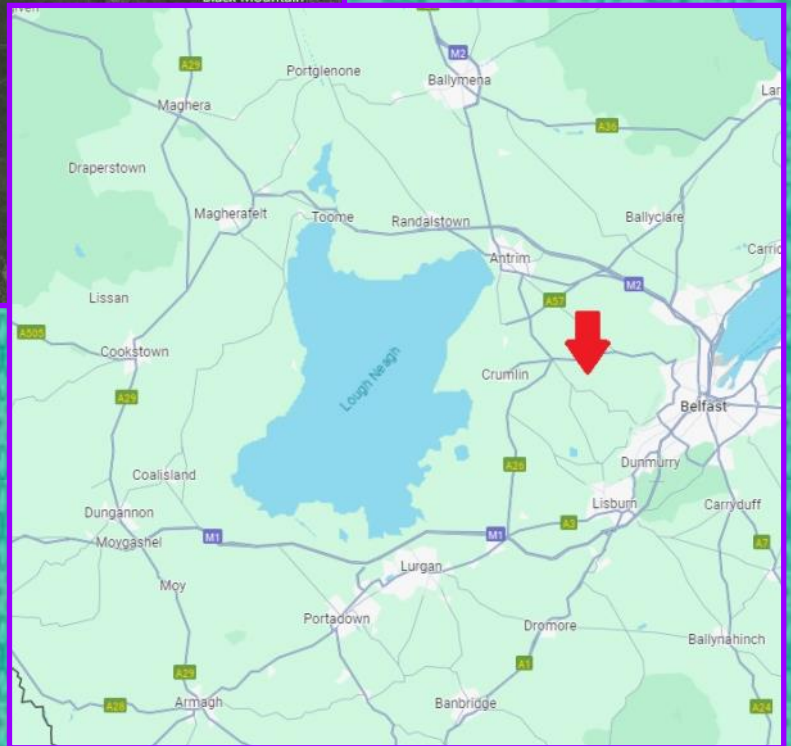 Black Mountain
M2
A29
Portglenone
Ballymena
Maghera
A36
Draperstown
Magherafelt
Toome
Randalstown
Ballyclare
Antrim
Lissan
A57
M2
A505
Cookstown
Crumlin
Lough Neagh
A29
Belfast
Coalisland
A26
Dunmurry
Dungannon
Lisburn
Carryduff
Moygashel
M1
M1
A3
A7
Lurgan
Moy
Portadown
Dromore
Ballynahinch
A29
A1
A28
Armagh
Banbridge
A24